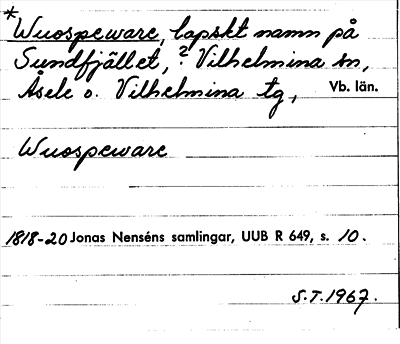 *Wuospeware, lapskt namn på
Sundfjället, ? Vilhelmina sn,
Åsele o. Vilhelmina tg, Vb. län.
Wuospeware
1818-20 Jonas Nenséns samlingar, UUB R 649, s. 10.
S.T. 1967.